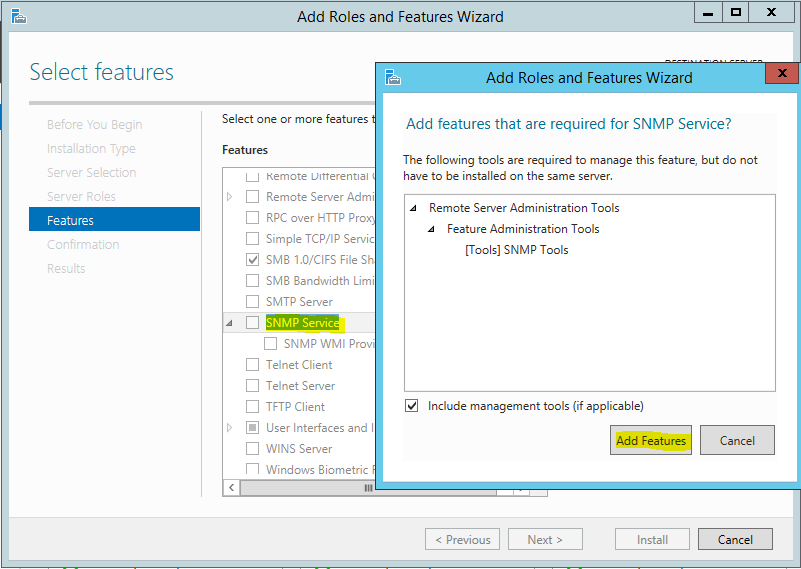 Add Roles and Features Wizard
Select features
DESTINATION SERVER
Before You Begin
Installation Type
Server Selection
Server Roles
Features
Confirmation
Results
Select one or more features t
Features
Remote Differential
Remote Server Admi
RPC over HTTP Proxy
Simple TCP/IP Servic
SMB 1.0/CIFS File Sha
SMB Bandwidth Limi
SMTP Server
SNMP Service
SNMP WMI Provi
Telnet Client
Telnet Server
TFTP Client
User Interfaces and I
WINS Server
Windows Biometric F
< Previous
Next >
Install
Cancel
Add Roles and Features Wizard
Add features that are required for SNMP Service?
The following tools are required to manage this feature, but do not
have to be installed on the same server.
Remote Server Administration Tools
Feature Administration Tools
[Tools] SNMP Tools
Include management tools (if applicable)
Add Features
Cancel